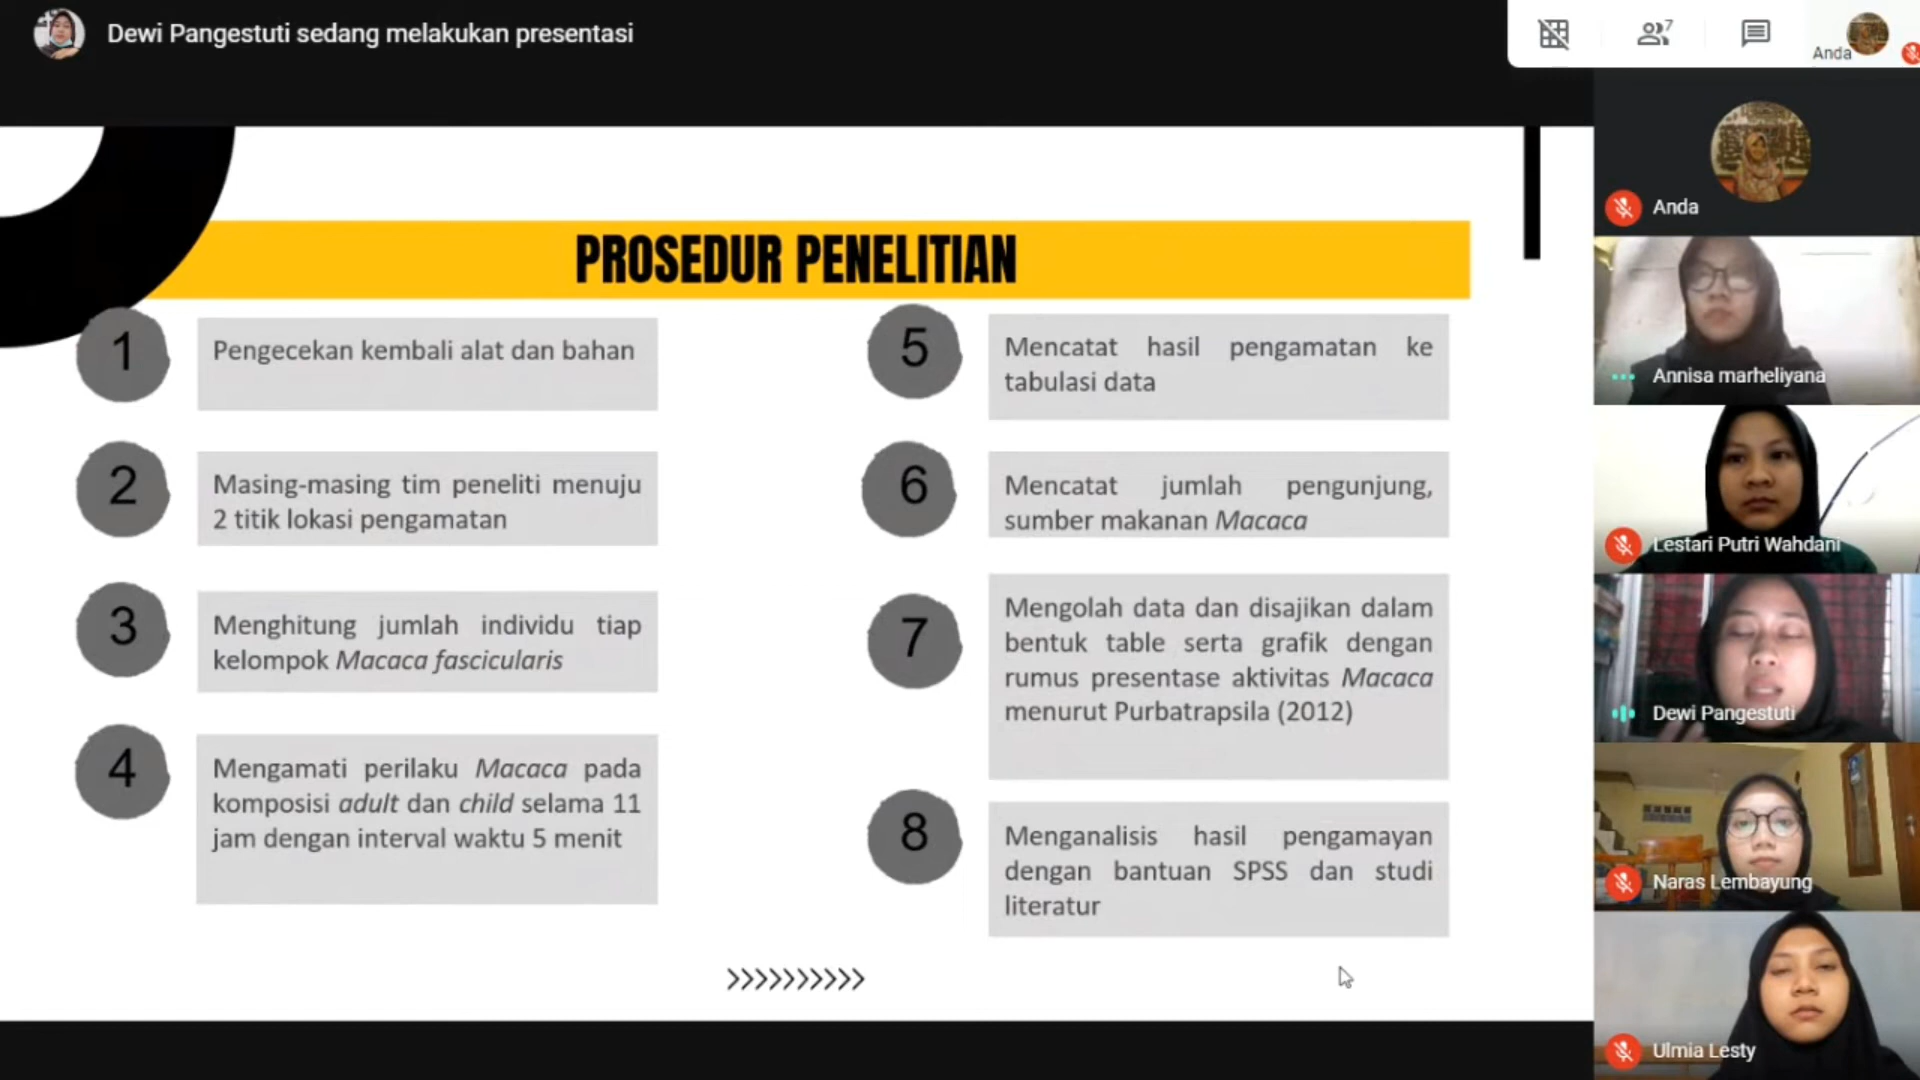 Dewi Pangestuti sedang melakukan presentasi
7
Anda
PROSEDUR PENELITIAN
1
Pengecekan kembali alat dan bahan
2
Masing-masing tim peneliti menuju
2 titik lokasi pengamatan
3
Menghitung jumlah individu tiap
kelompok Macaca fascicularis
4
Mengamati perilaku Macaca pada
komposisi adult dan child selama 11
jam dengan interval waktu 5 menit
5
Mencatat hasil pengamatan ke
tabulasi data
6
Mencatat jumlah pengunjung,
sumber makanan Macaca
7
Mengolah data dan disajikan dalam
bentuk table serta grafik dengan
rumus presentase aktivitas Macaca
menurut Purbatrapsila (2012)
8
Menganalisis hasil pengamayan
dengan bantuan SPSS dan studi
literatur
Anda
Annisa marheliyana
Lestari Putri Wahdani
Dewi Pangestuti
Naras Lembayung
Ulmia Lesty